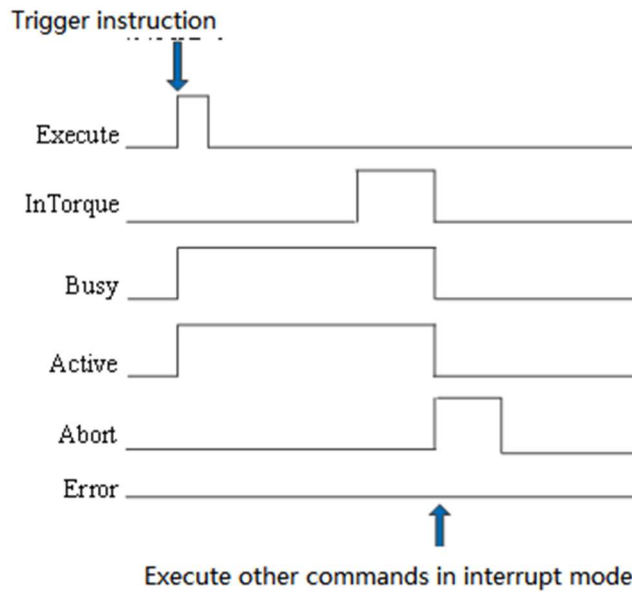 Trigger instruction
Execute
InTorque
Busy
Active
Abort
Error
Execute other commands in interrupt mode